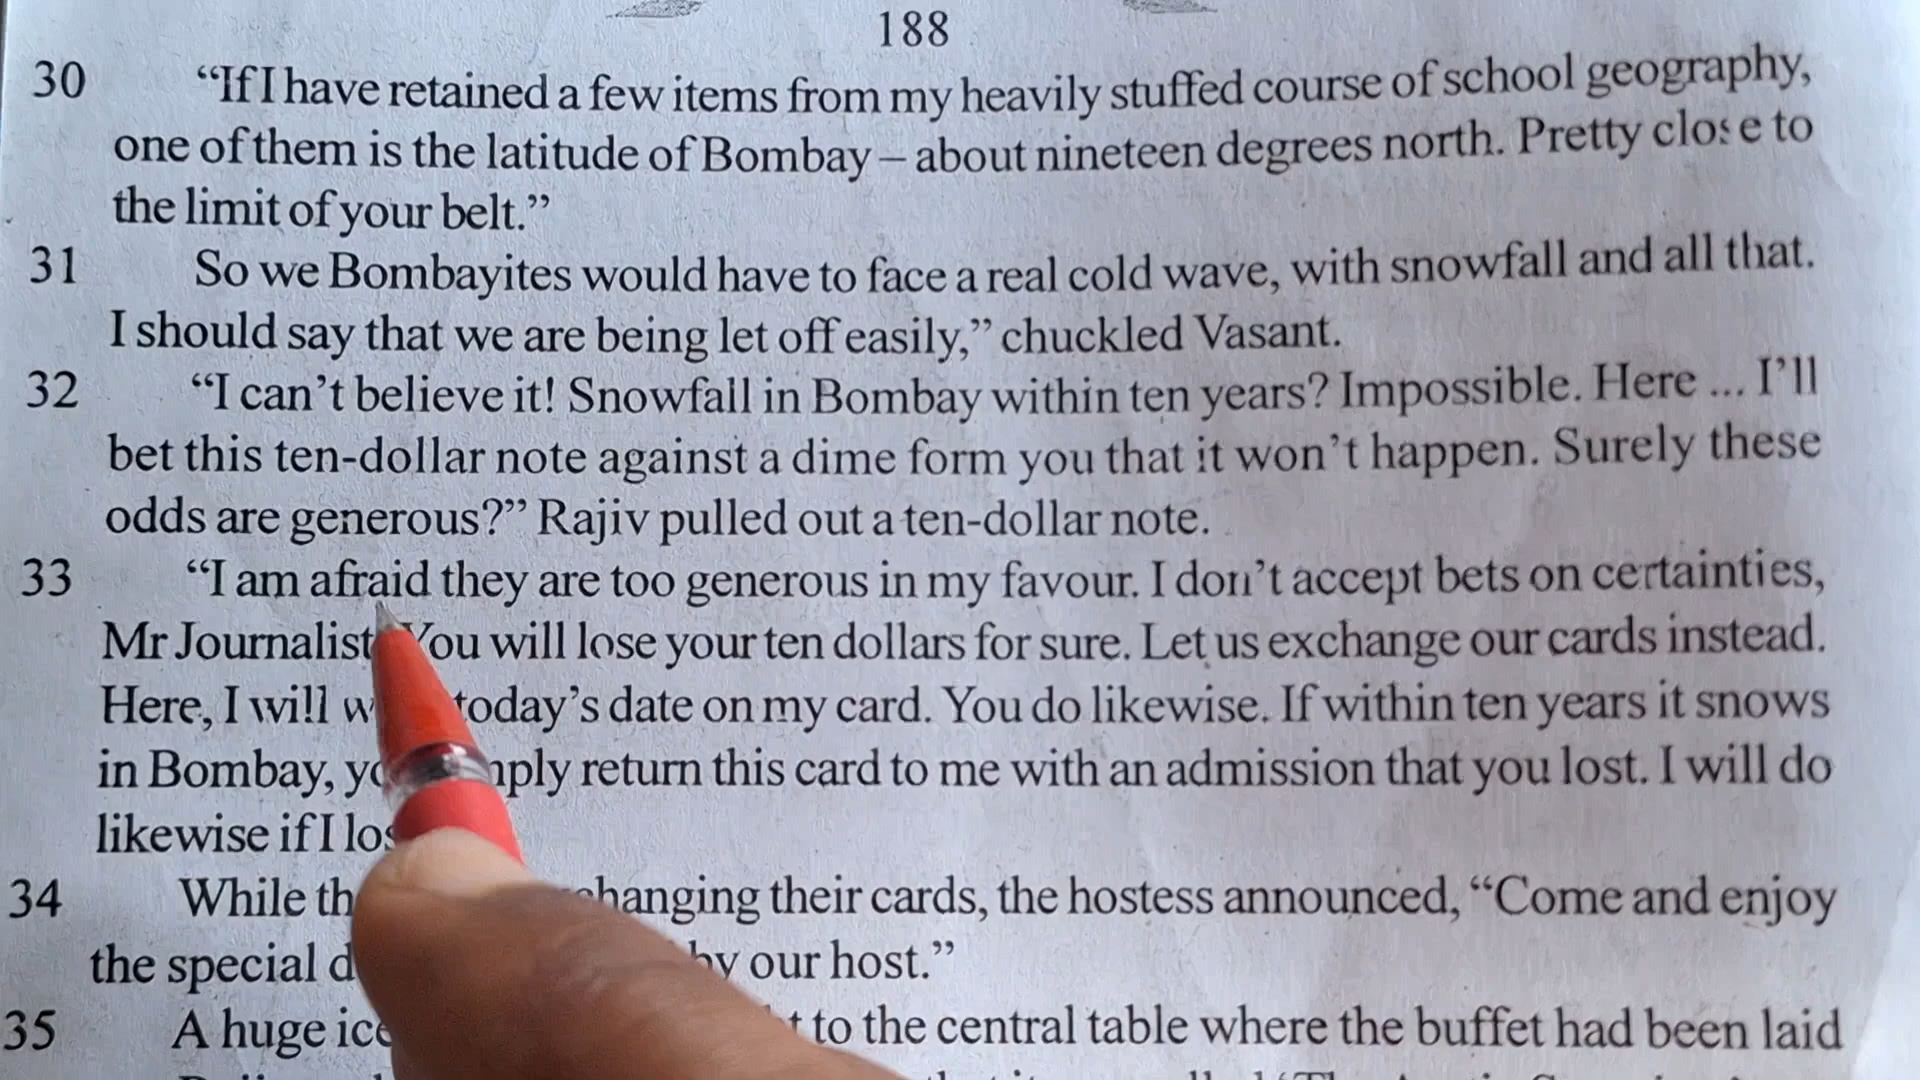 188
30 “If I have retained a few items from my heavily stuffed course of school geography,
one of them is the latitude of Bombay – about nineteen degrees north. Pretty close to
the limit of your belt.”
31 So we Bombayites would have to face a real cold wave, with snowfall and all that.
I should say that we are being let off easily,” chuckled Vasant.
32 “I can’t believe it! Snowfall in Bombay within ten years? Impossible. Here ... I’ll
bet this ten-dollar note against a dime form you that it won’t happen. Surely these
odds are generous?” Rajiv pulled out a ten-dollar note.
33 “I am afraid they are too generous in my favour. I don’t accept bets on certainties,
Mr Journalist You will lose your ten dollars for sure. Let us exchange our cards instead.
Here, I will today’s date on my card. You do likewise. If within ten years it snows
in Bombay, return this card to me with an admission that you lost. I will do
likewise if I
34 While their cards, the hostess announced, “Come and enjoy
the special by our host.”
35 A huge to the central table where the buffet had been laid